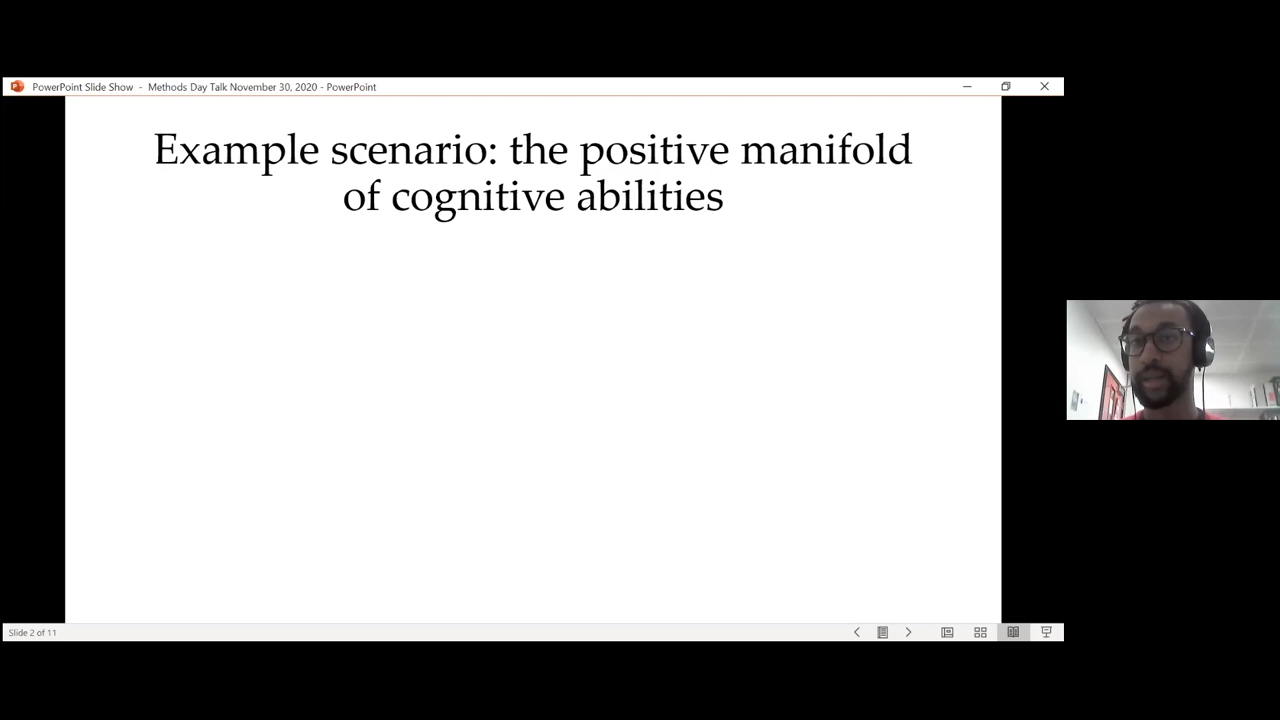 PowerPoint Slide Show - Methods Day Talk November 30, 2020 - PowerPoint
Example scenario: the positive manifold
of cognitive abilities
Slide 2 of 11